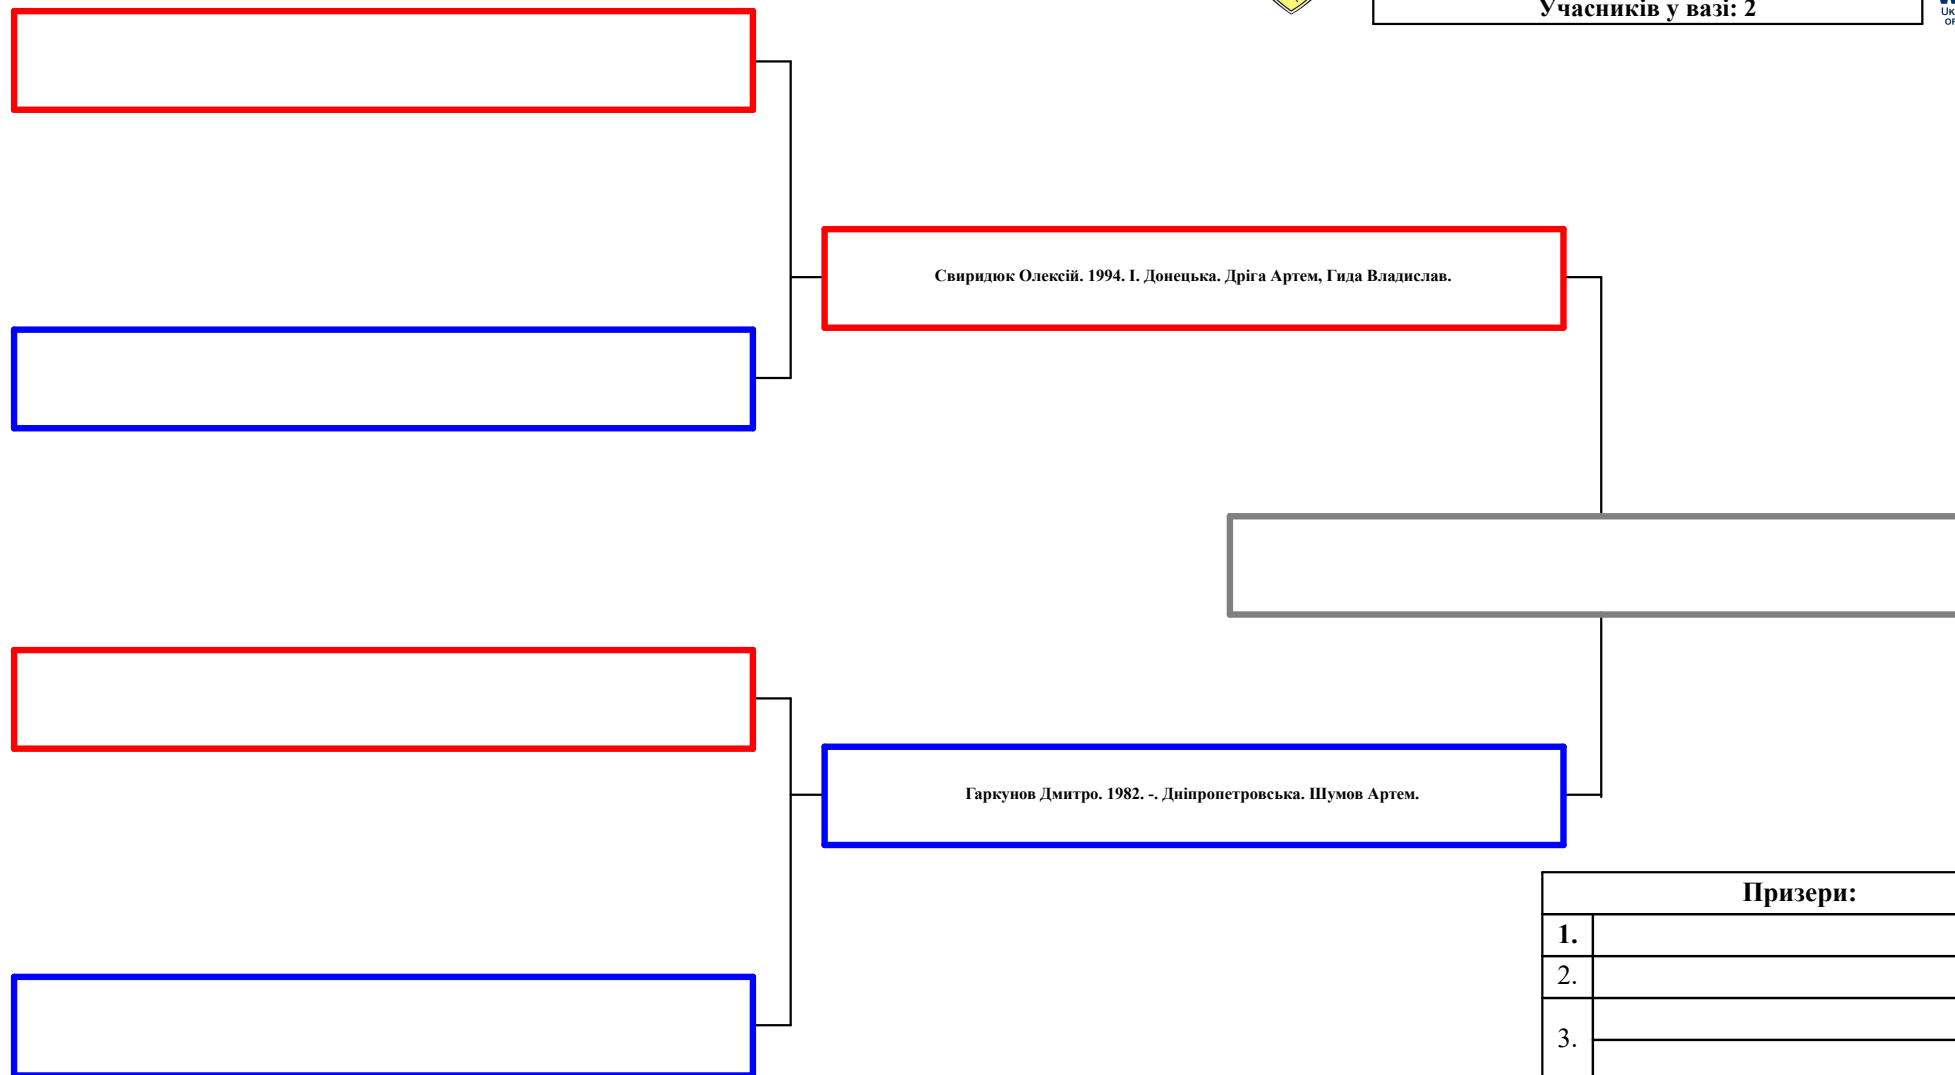 Учасників у вазі: 2
Свиридюк Олексій. 1994. І. Донецька. Дріга Артем, Гида Владислав.
Гаркунов Дмитро. 1982. -. Дніпропетровська. Шумов Артем.
Призери:
1.
2.
3.